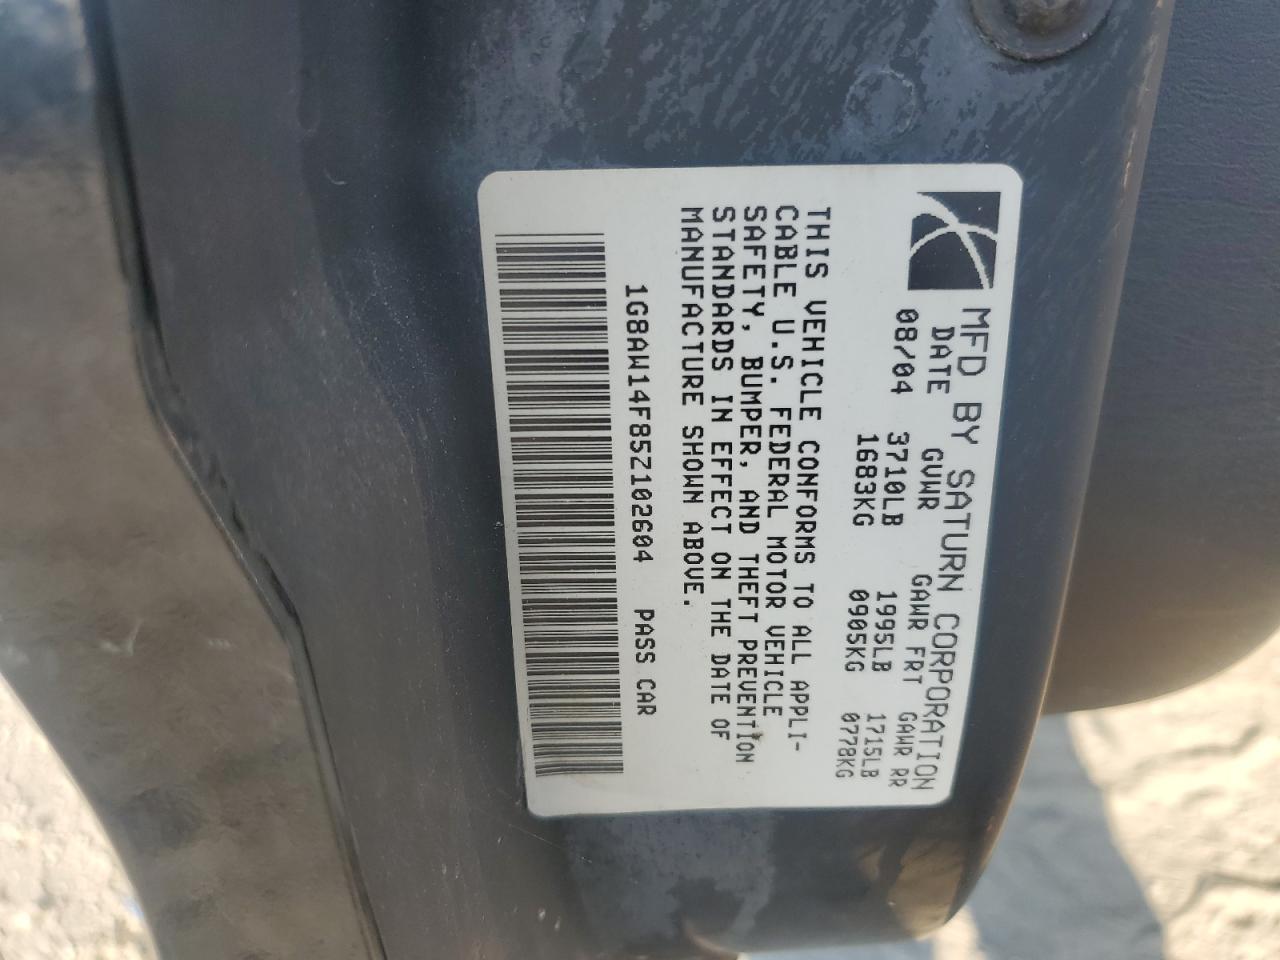 MFD BY SATURN CORPORATION
DATE GVWR GAWR FRT GAWR RR
08/04 3710LB 1995LB 1715LB
1683KG 0905KG 0778KG
THIS VEHICLE CONFORMS TO ALL APPLI-
CABLE U.S. FEDERAL MOTOR VEHICLE
SAFETY, BUMPER, AND THEFT PREVENTION
STANDARDS IN EFFECT ON THE DATE OF
MANUFACTURE SHOWN ABOVE.
1G8AW14F85Z102604 PASS CAR